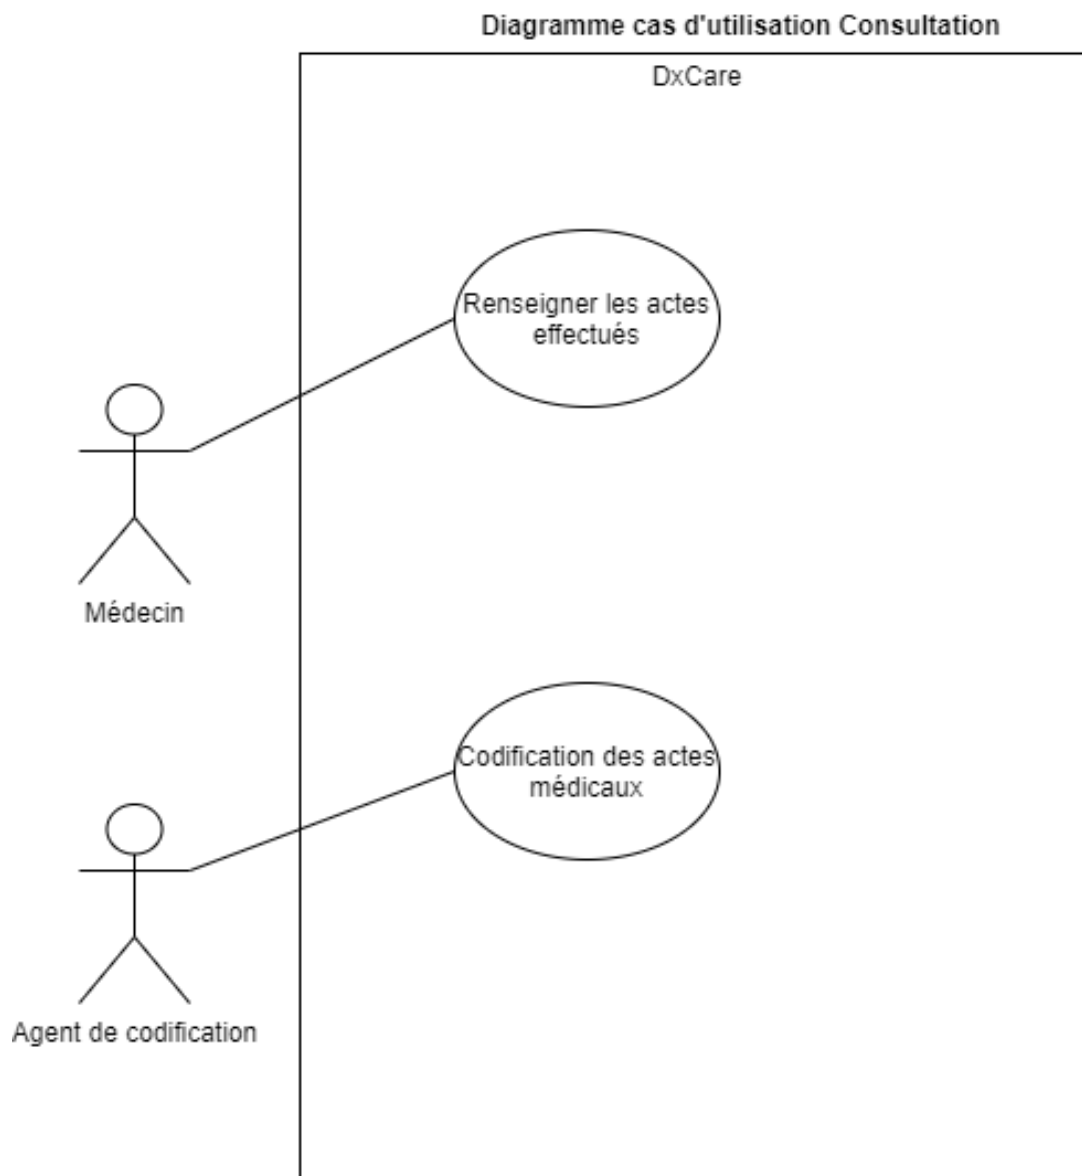 Diagramme cas d'utilisation Consultation
DxCare
Renseigner les actes
effectués
Médecin
Codification des actes
médicaux
Agent de codification